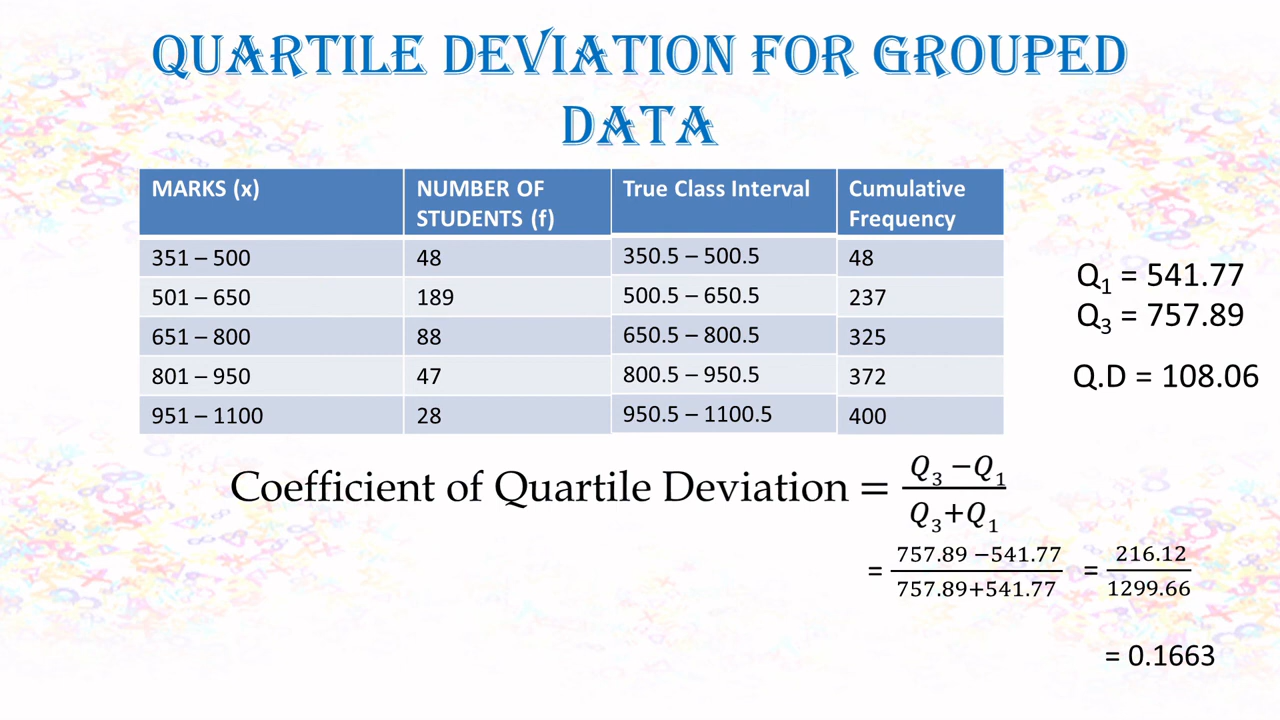 QUARTILE DEVIATION FOR GROUPED
DATA
MARKS (x) NUMBER OF STUDENTS (f) True Class Interval Cumulative Frequency
351 – 500 48 350.5 – 500.5 48
501 – 650 189 500.5 – 650.5 237
651 – 800 88 650.5 – 800.5 325
801 – 950 47 800.5 – 950.5 372
951 – 1100 28 950.5 – 1100.5 400
Q₁ = 541.77
Q₃ = 757.89
Q.D = 108.06
Coefficient of Quartile Deviation = (Q₃ −Q₁)/(Q₃+Q₁)
= (757.89 −541.77)/(757.89+541.77) = 216.12/1299.66
= 0.1663